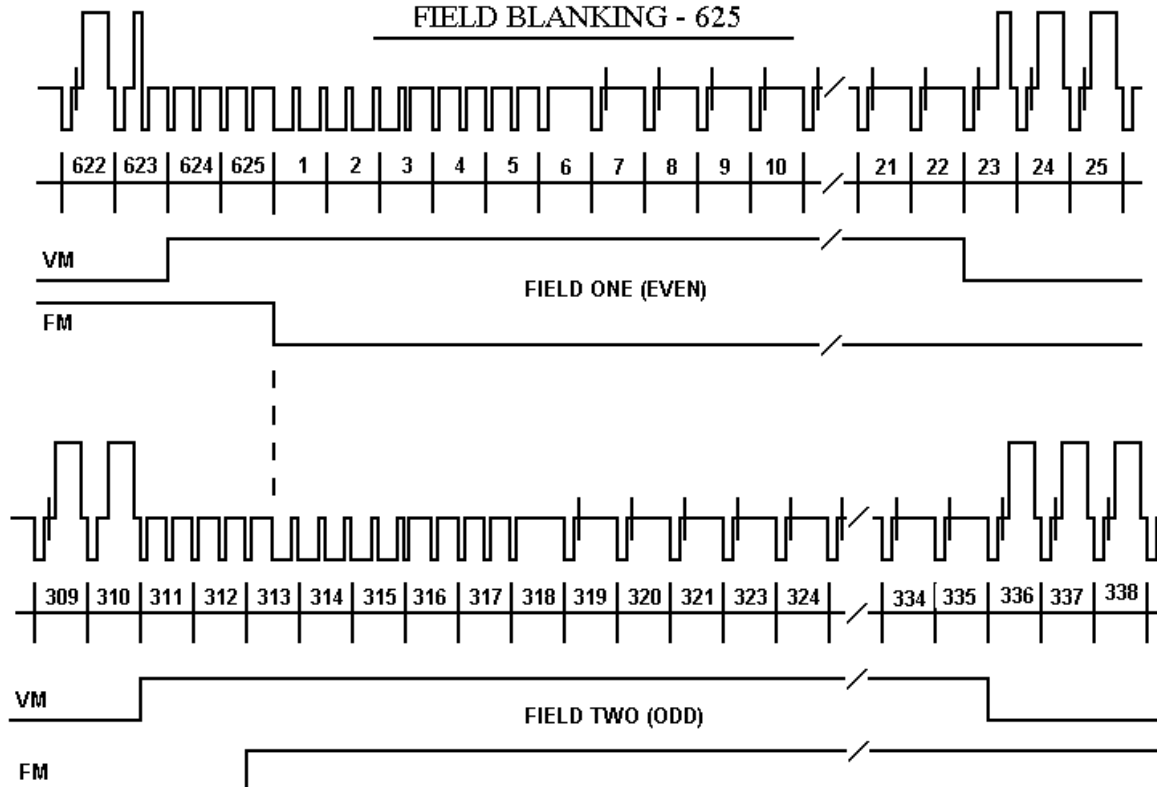 FIELD BLANKING - 625
622 623 624 625 1 2 3 4 5 6 7 8 9 10 21 22 23 24 25
VM
FIELD ONE (EVEN)
FM
309 310 311 312 313 314 315 316 317 318 319 320 321 323 324 334 335 336 337 338
VM
FIELD TWO (ODD)
FM